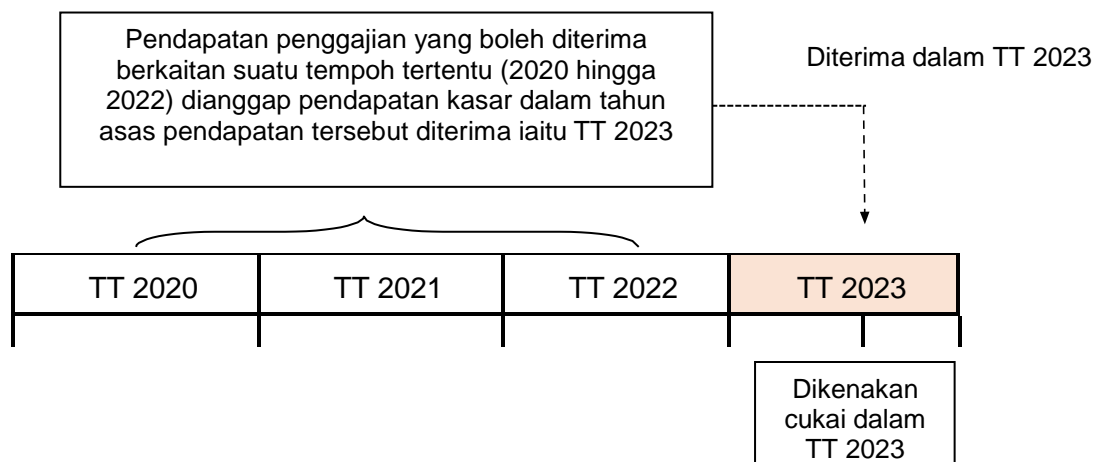 Pendapatan penggajian yang boleh diterima
berkaitan suatu tempoh tertentu (2020 hingga
2022) dianggap pendapatan kasar dalam tahun
asas pendapatan tersebut diterima iaitu TT 2023
Diterima dalam TT 2023
TT 2020 TT 2021 TT 2022 TT 2023
Dikenakan
cukai dalam
TT 2023